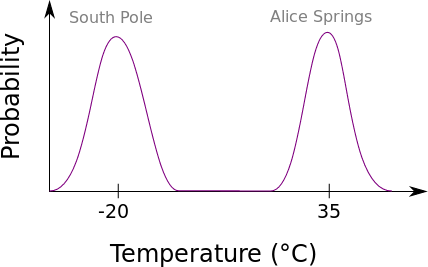 South Pole
Alice Springs
Probability
-20
35
Temperature (°C)